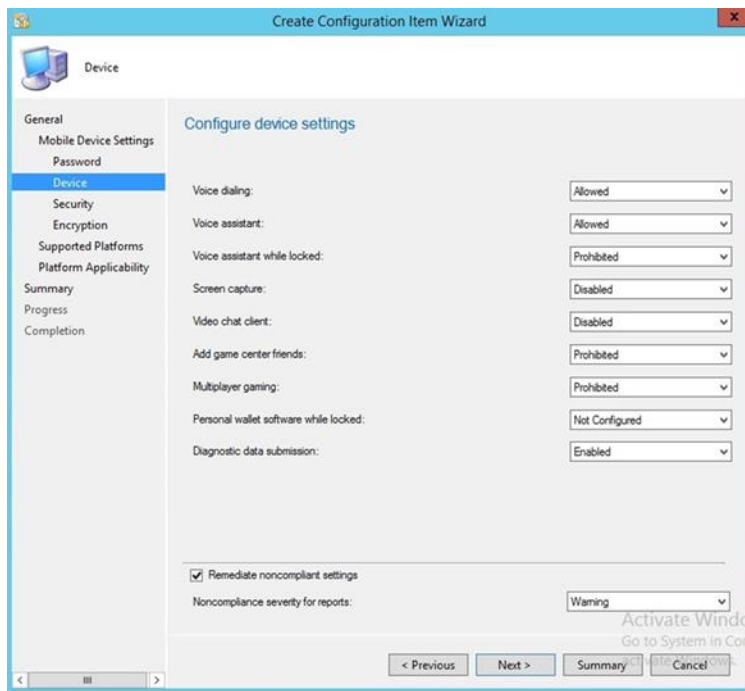 Create Configuration Item Wizard
x
Device
General
Mobile Device Settings
Password
Device
Security
Encryption
Supported Platforms
Platform Applicability
Summary
Progress
Completion
Configure device settings
Voice dialing: Allowed
Voice assistant: Allowed
Voice assistant while locked: Prohibited
Screen capture: Disabled
Video chat client: Disabled
Add game center friends: Prohibited
Multiplayer gaming: Prohibited
Personal wallet software while locked: Not Configured
Diagnostic data submission: Enabled
Remediate noncompliant settings
Noncompliance severity for reports: Warning
Activate Windo
Go to System in Co
activate Windows.
< Previous Next > Summary Cancel